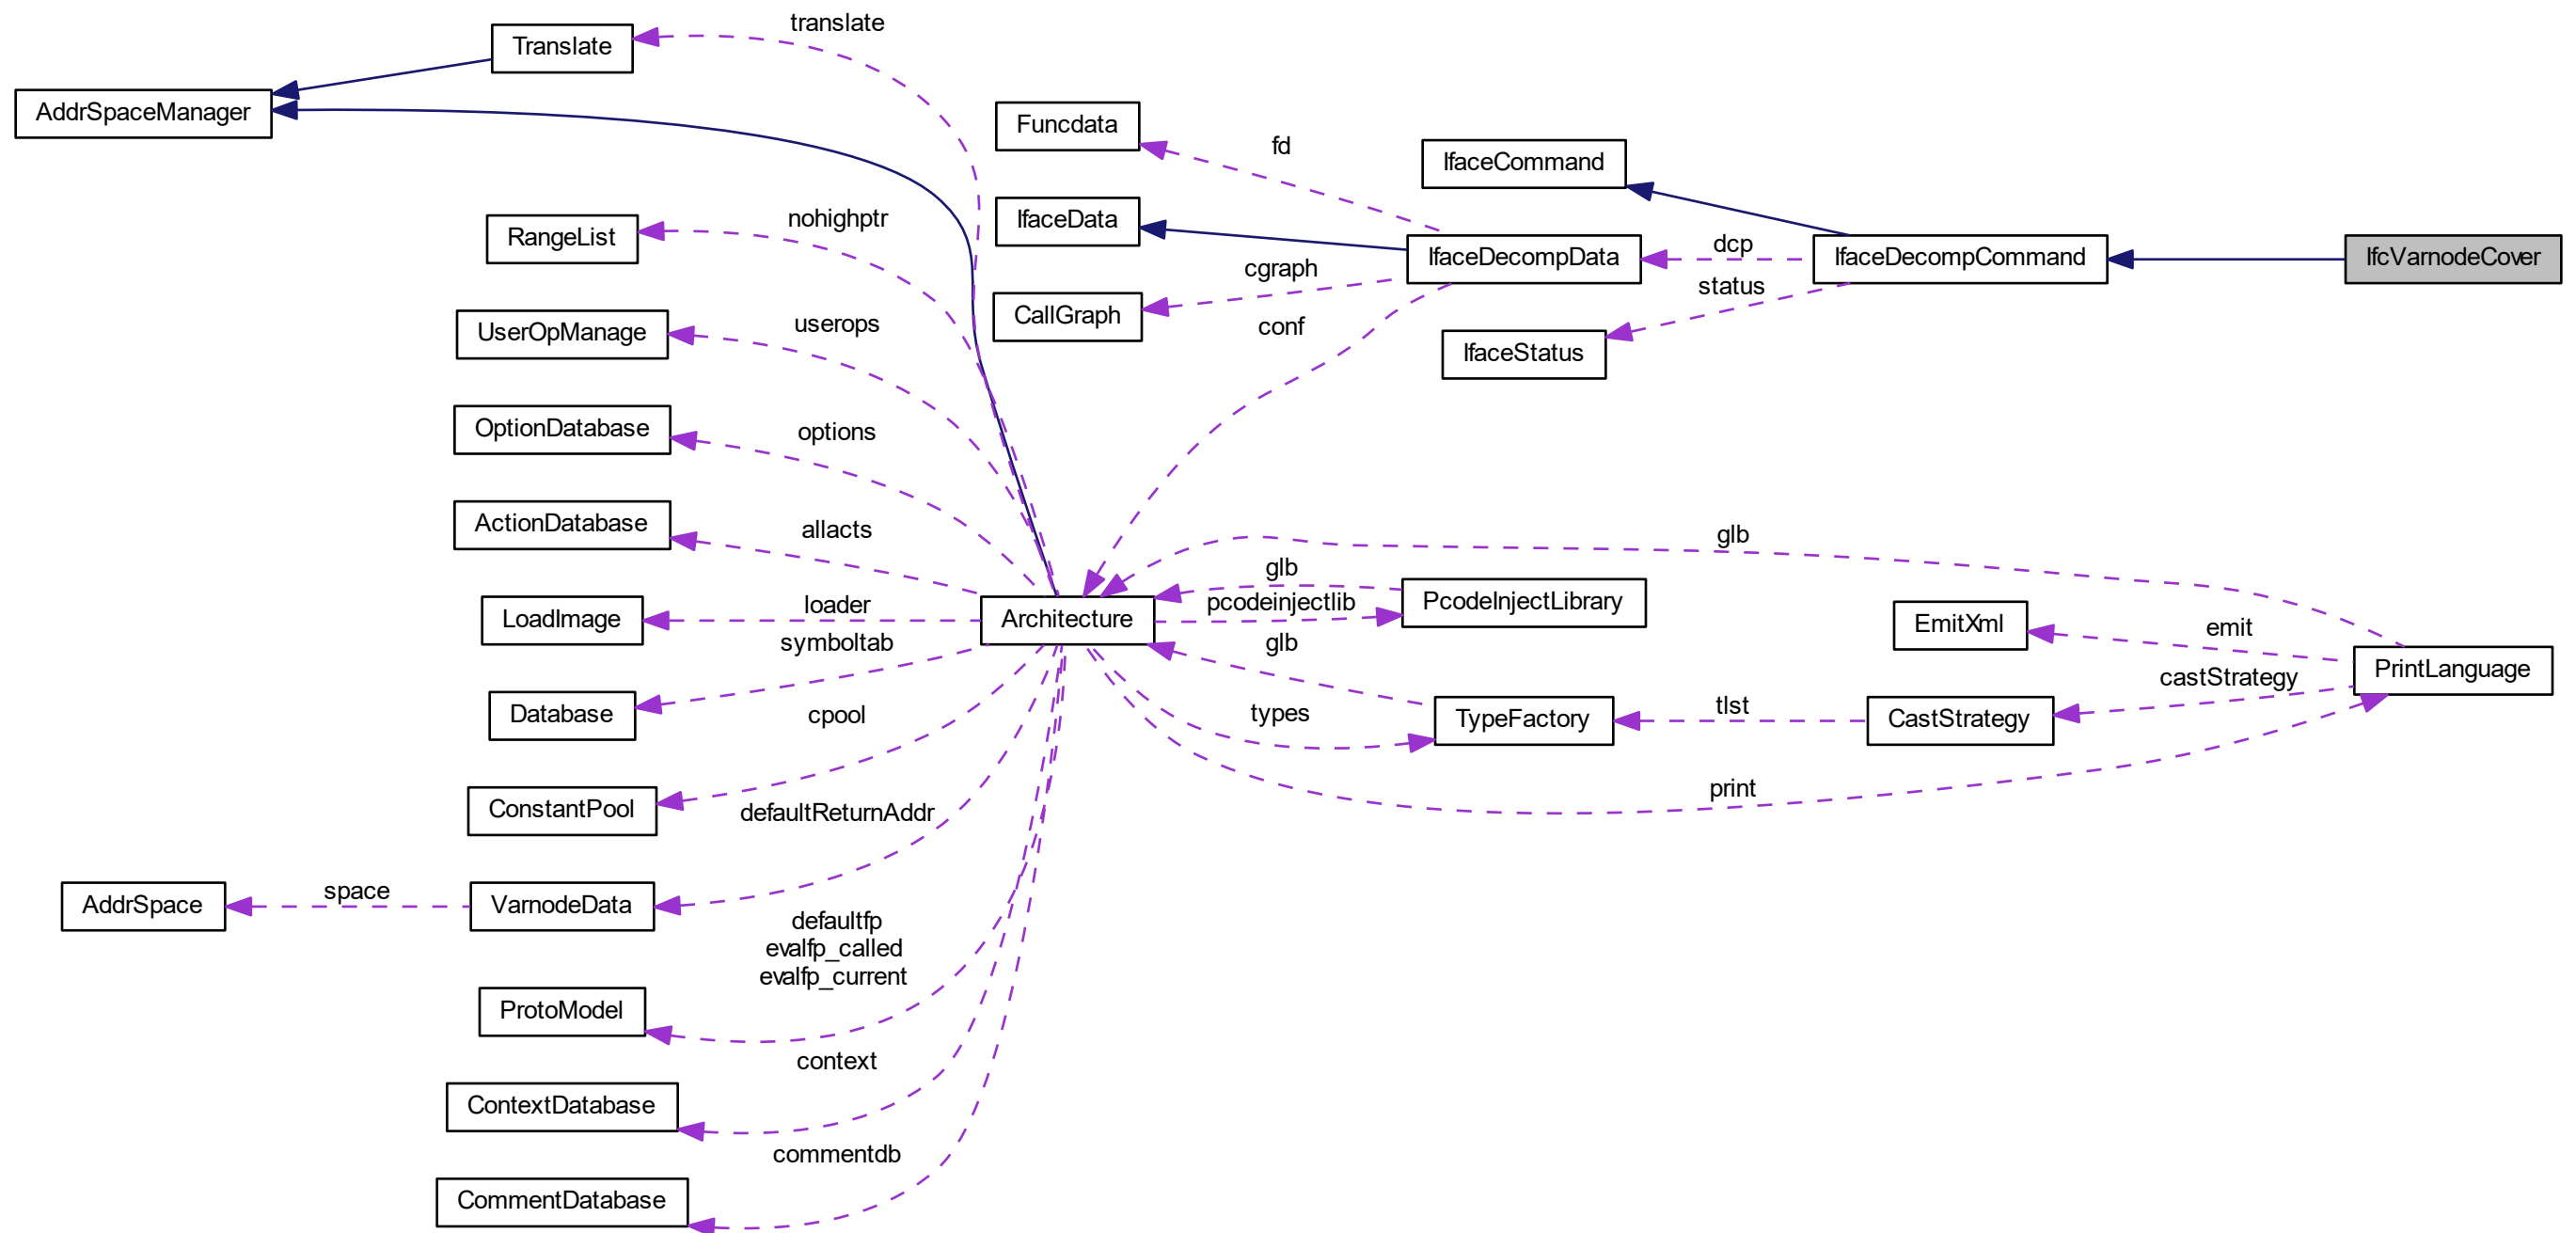 translate
Translate
AddrSpaceManager
Funcdata
fd
IfaceCommand
nohighptr
RangeList
IfaceData
IfaceDecompData
dcp
IfaceDecompCommand
IfcVarnodeCover
cgraph
status
CallGraph
conf
userops
UserOpManage
IfaceStatus
options
OptionDatabase
allacts
ActionDatabase
glb
glb
PcodeInjectLibrary
pcodeinjectlib
loader
LoadImage
Architecture
EmitXml
emit
symboltab
glb
PrintLanguage
castStrategy
Database
cpool
types
TypeFactory
tlst
CastStrategy
print
ConstantPool
defaultReturnAddr
AddrSpace
space
VarnodeData
defaultfp
evalfp_called
evalfp_current
ProtoModel
context
ContextDatabase
commentdb
CommentDatabase